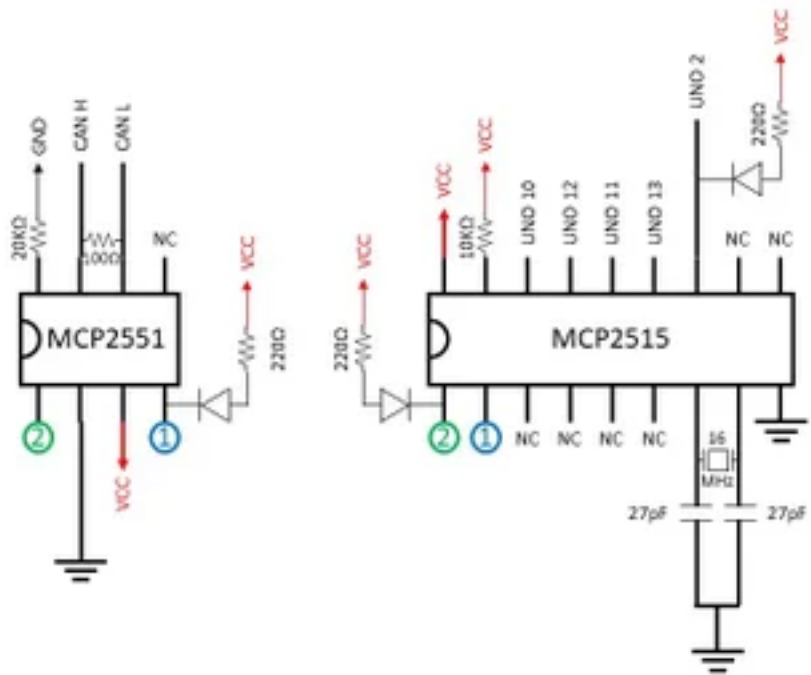 VCC
UNO 2
220Ω
GND
CAN H
CAN L
VCC
VCC
UNO 10
UNO 12
UNO 11
UNO 13
20KΩ
100Ω
NC
VCC
VCC
10KΩ
NC
NC
MCP2551
220Ω
220Ω
MCP2515
2
1
2
1
NC
NC
NC
NC
16
MHz
VCC
27pF
27pF